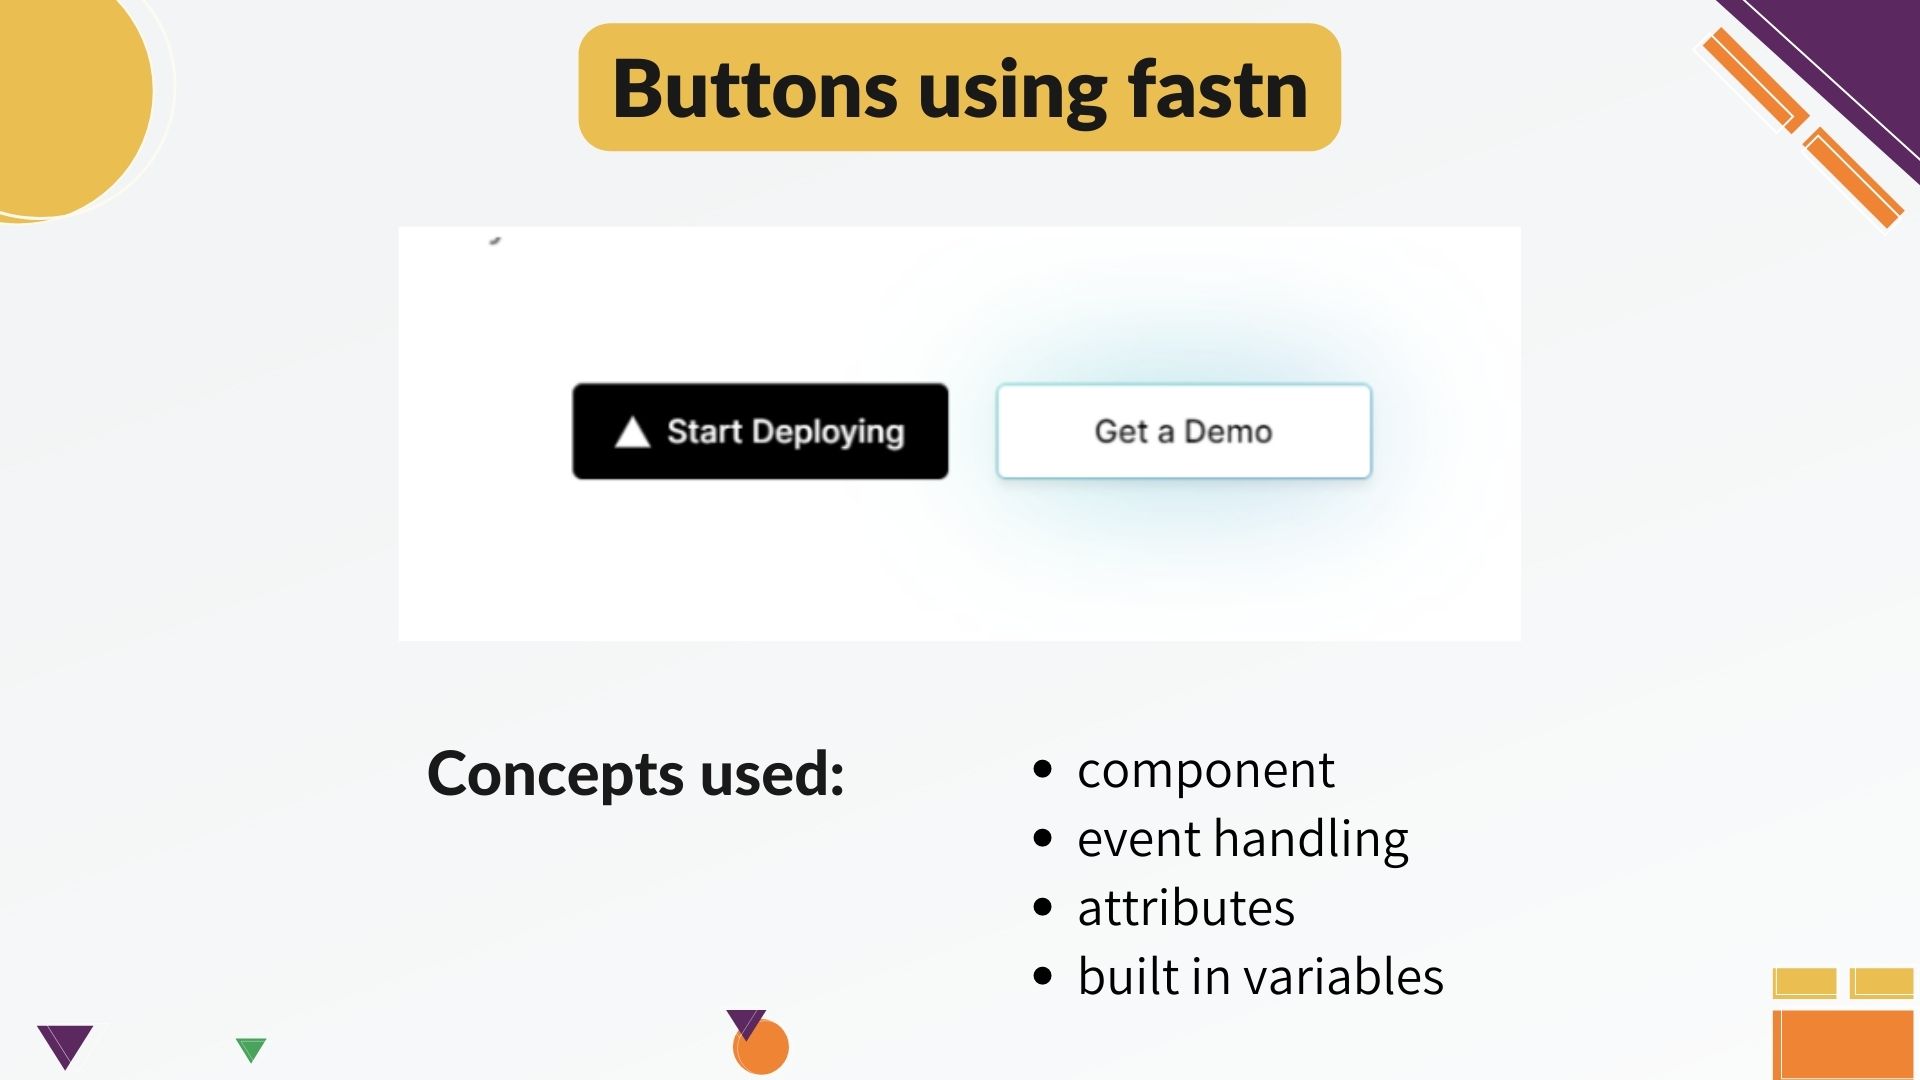 Buttons using fastn
Start Deploying
Get a Demo
Concepts used:
component
event handling
attributes
built in variables